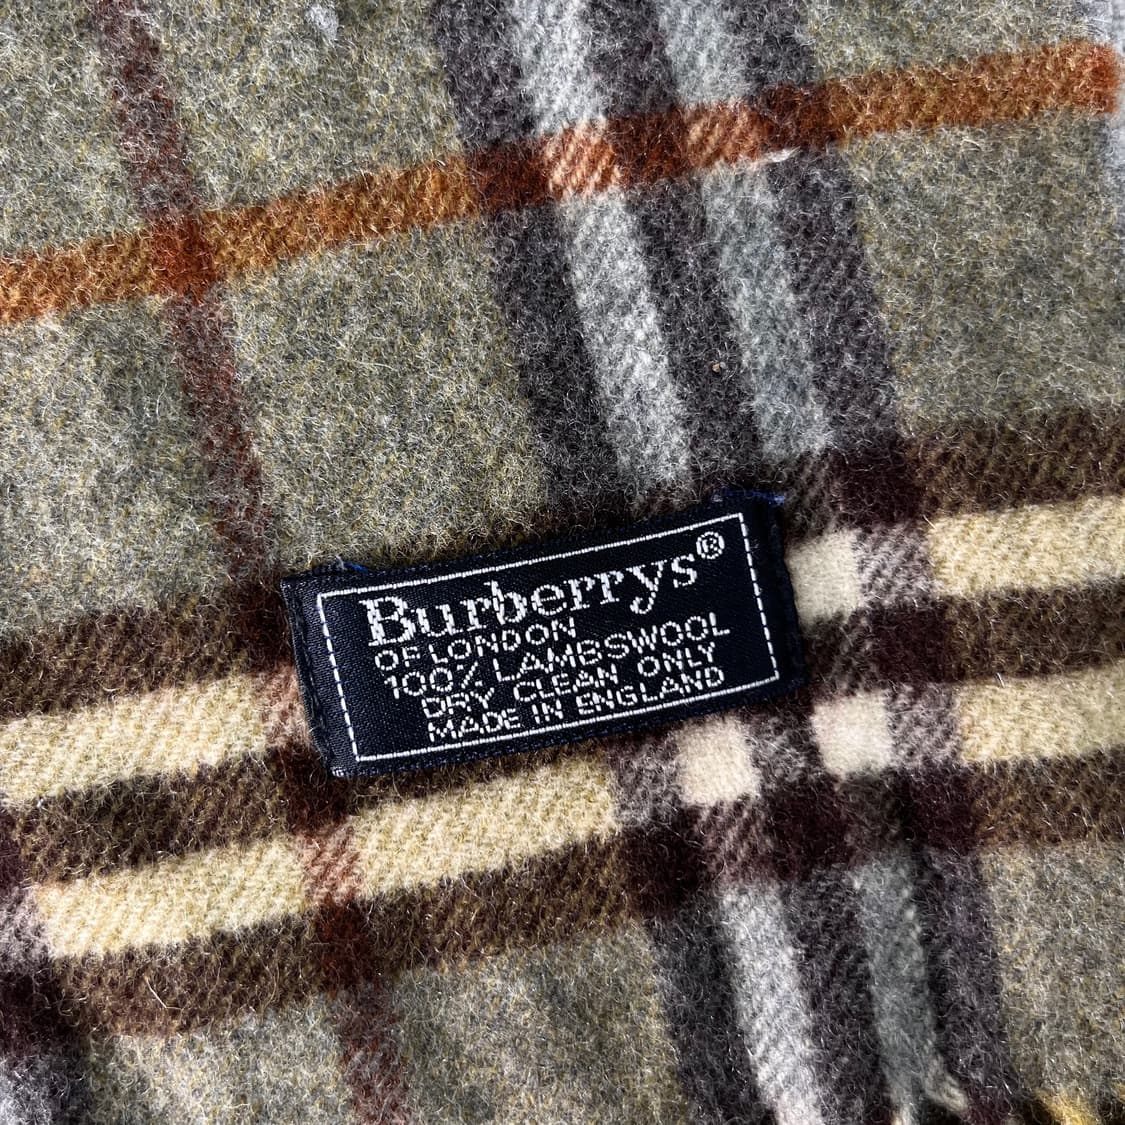 Burberrys®
OF LONDON
100% LAMBSWOOL
DRY CLEAN ONLY
MADE IN ENGLAND